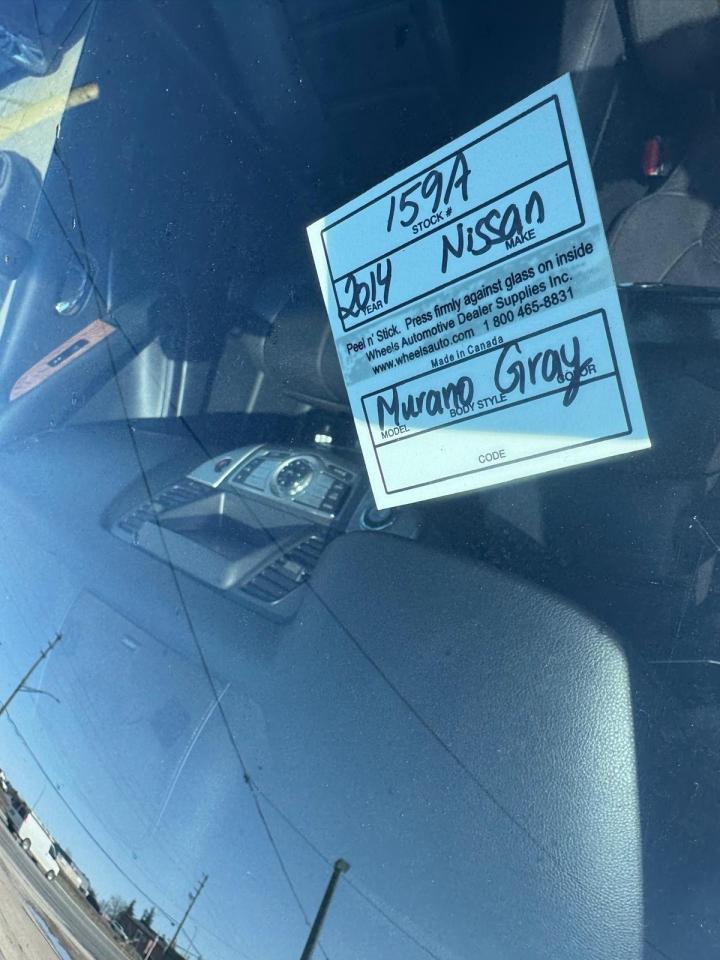 159A
STOCK #
2014 Nissan
YEAR MAKE
Peel n' Stick. Press firmly against glass on inside
Wheels Automotive Dealer Supplies Inc.
www.wheelsauto.com 1 800 465-8831
Made in Canada
Murano Gray
MODEL BODY STYLE COLOR
CODE